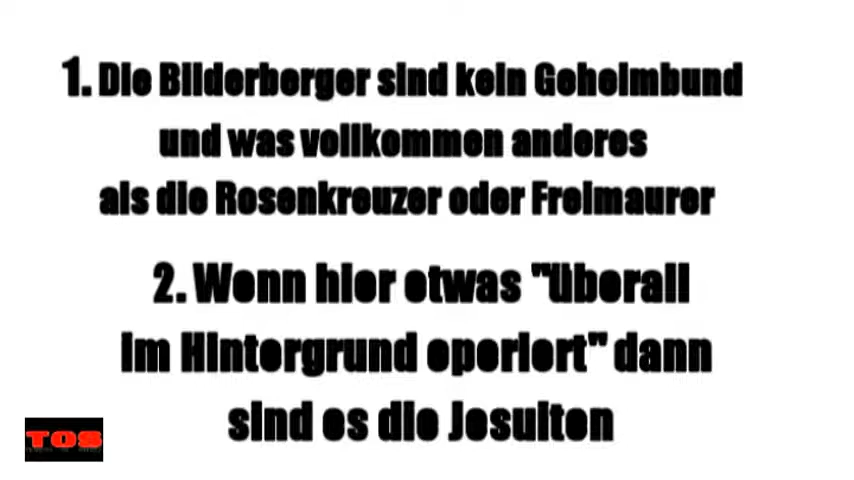 1. Die Bilderberger sind kein Geheimbund
und was vollkommen anderes
als die Rosenkreuzer oder Freimaurer
2. Wenn hier etwas "überall
im Hintergrund operiert" dann
sind es die Jesuiten
TOS